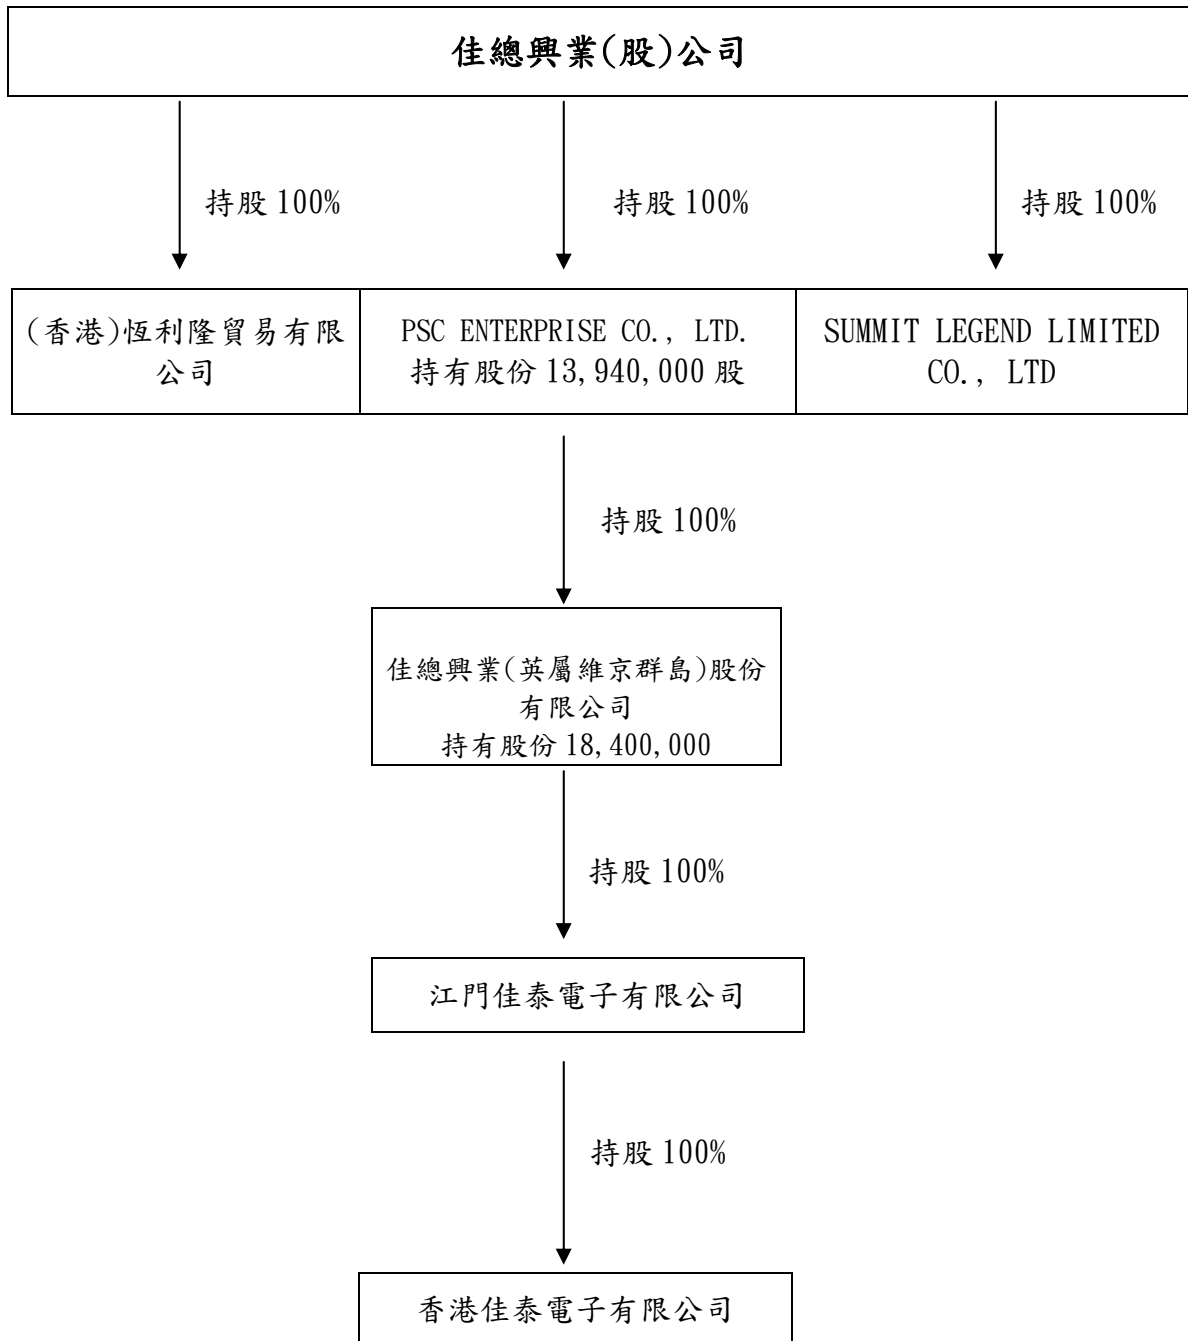 佳總興業(股)公司
持股 100%
持股 100%
持股 100%
(香港)恆利隆貿易有限
公司
PSC ENTERPRISE CO., LTD.
持有股份 13,940,000 股
SUMMIT LEGEND LIMITED
CO., LTD
持股 100%
佳總興業(英屬維京群島)股份
有限公司
持有股份 18,400,000
持股 100%
江門佳泰電子有限公司
持股 100%
香港佳泰電子有限公司